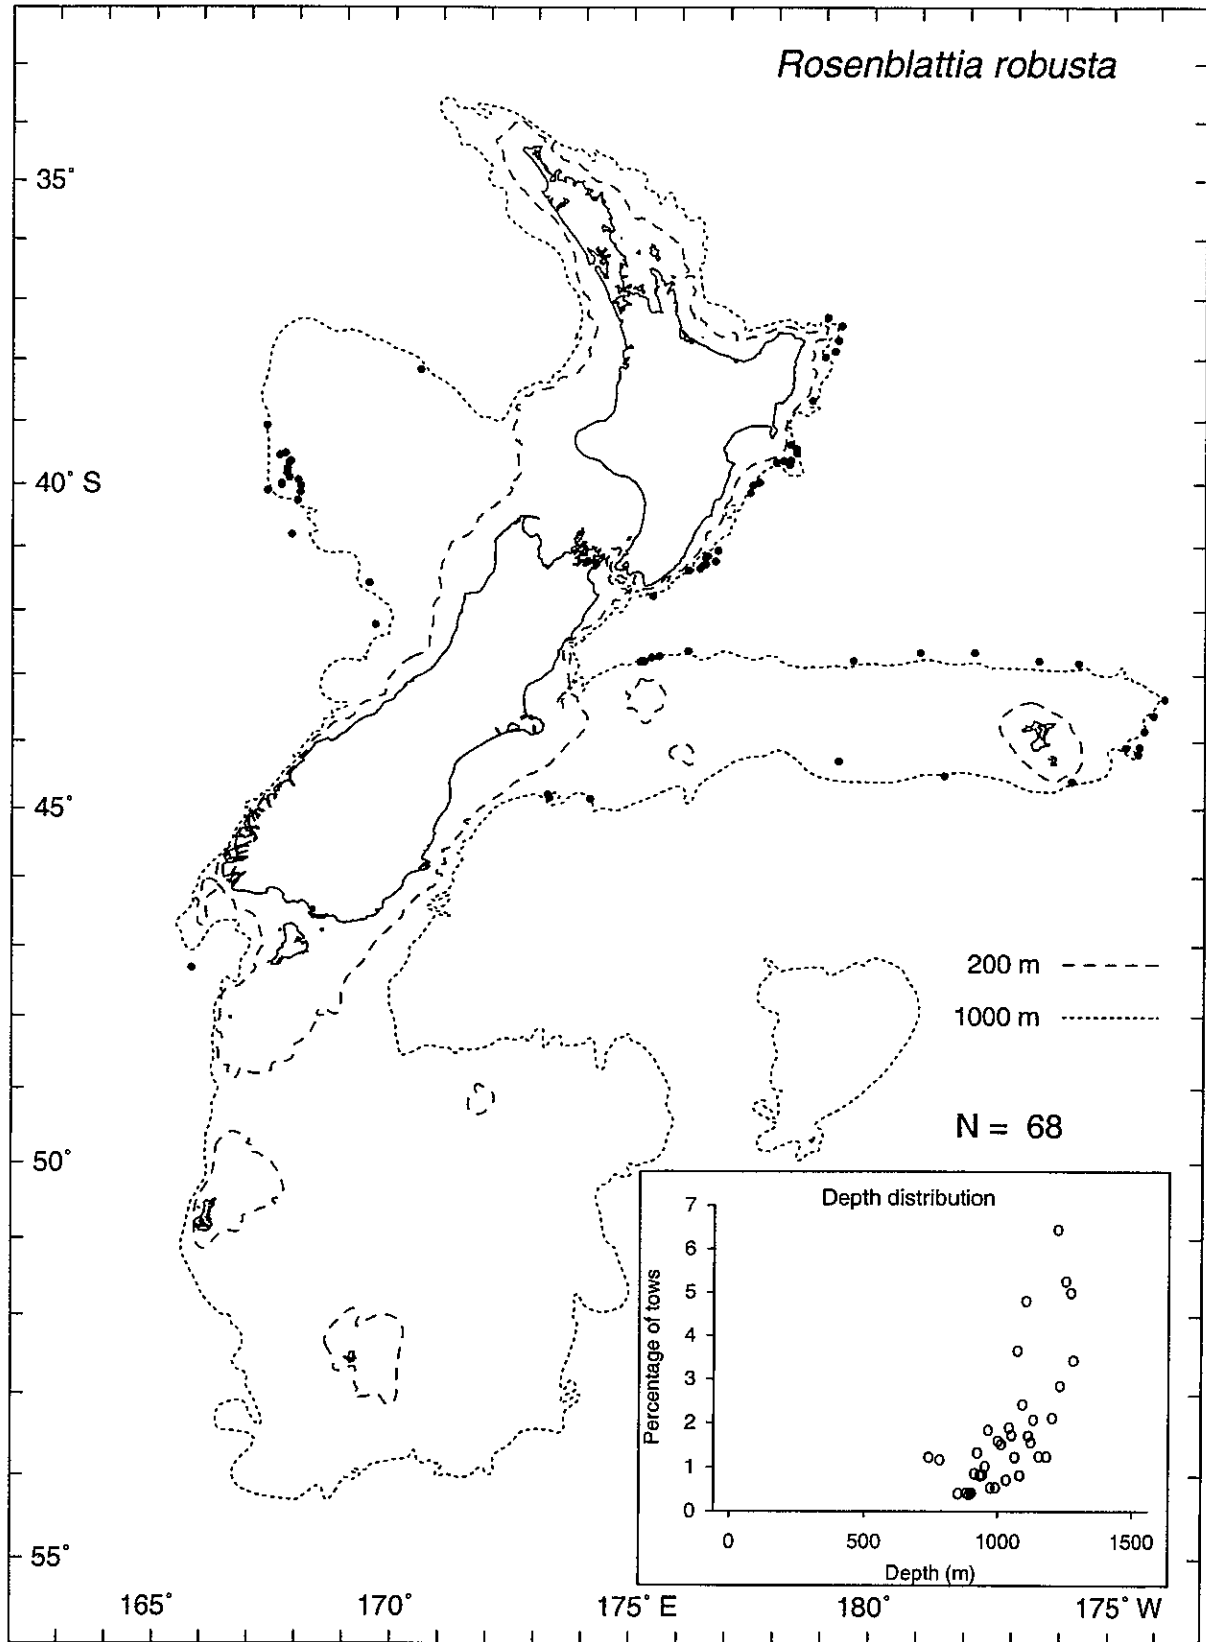 Rosenblattia robusta
35˚
40˚ S
45˚
200 m
1000 m
N = 68
50˚
Depth distribution
7
6
5
4
3
2
1
0
Percentage of tows
0 500 1000 1500
Depth (m)
55˚
165˚ 170˚ 175˚ E 180˚ 175˚ W